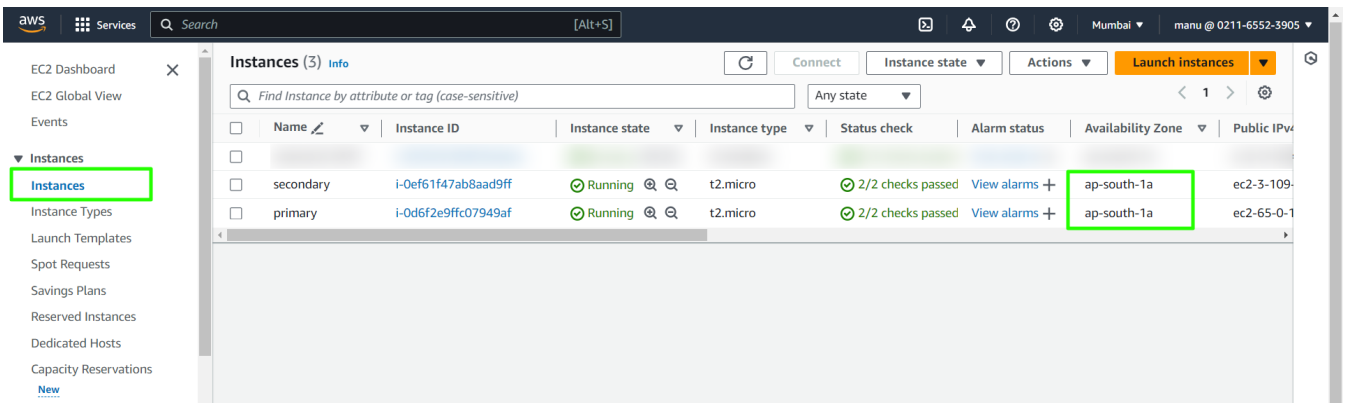 aws Services Search [Alt+S] Mumbai ▼ manu @ 0211-6552-3905 ▼
EC2 Dashboard
EC2 Global View
Events
▼ Instances
Instances
Instance Types
Launch Templates
Spot Requests
Savings Plans
Reserved Instances
Dedicated Hosts
Capacity Reservations
New
Instances (3) Info Connect Instance state ▼ Actions ▼ Launch instances ▼
Find Instance by attribute or tag (case-sensitive) Any state ▼ < 1 >
Name Instance ID Instance state Instance type Status check Alarm status Availability Zone Public IPv4
secondary i-0ef61f47ab8aad9ff Running t2.micro 2/2 checks passed View alarms + ap-south-1a ec2-3-109-
primary i-0d6f2e9ffc07949af Running t2.micro 2/2 checks passed View alarms + ap-south-1a ec2-65-0-1